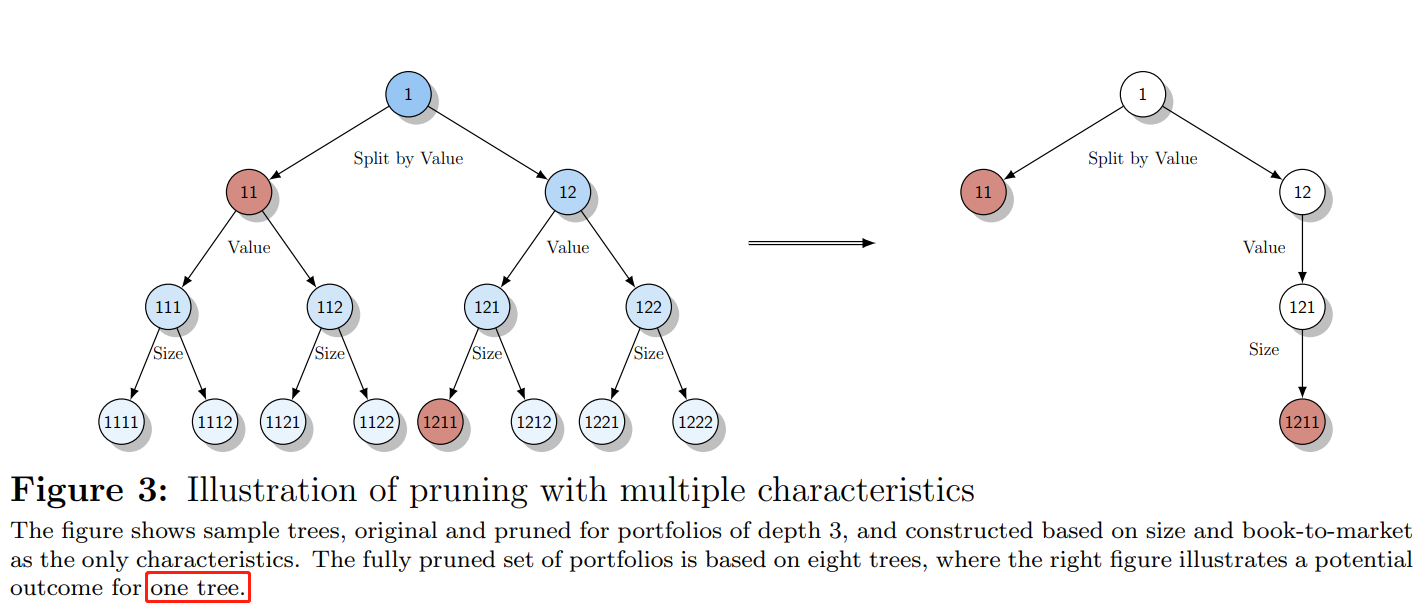 1 1
Split by Value Split by Value
11 12 11 12
Value Value Value
111 112 121 122 121
Size Size Size Size Size
1111 1112 1121 1122 1211 1212 1221 1222 1211
Figure 3: Illustration of pruning with multiple characteristics
The figure shows sample trees, original and pruned for portfolios of depth 3, and constructed based on size and book-to-market
as the only characteristics. The fully pruned set of portfolios is based on eight trees, where the right figure illustrates a potential
outcome for one tree.